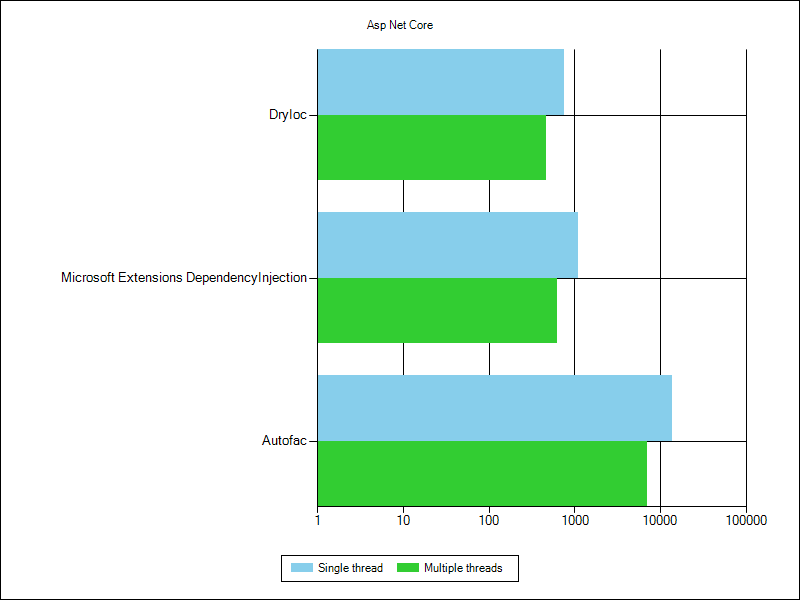 Asp Net Core
DryIoc
Microsoft Extensions DependencyInjection
Autofac
1 10 100 1000 10000 100000
Single thread Multiple threads